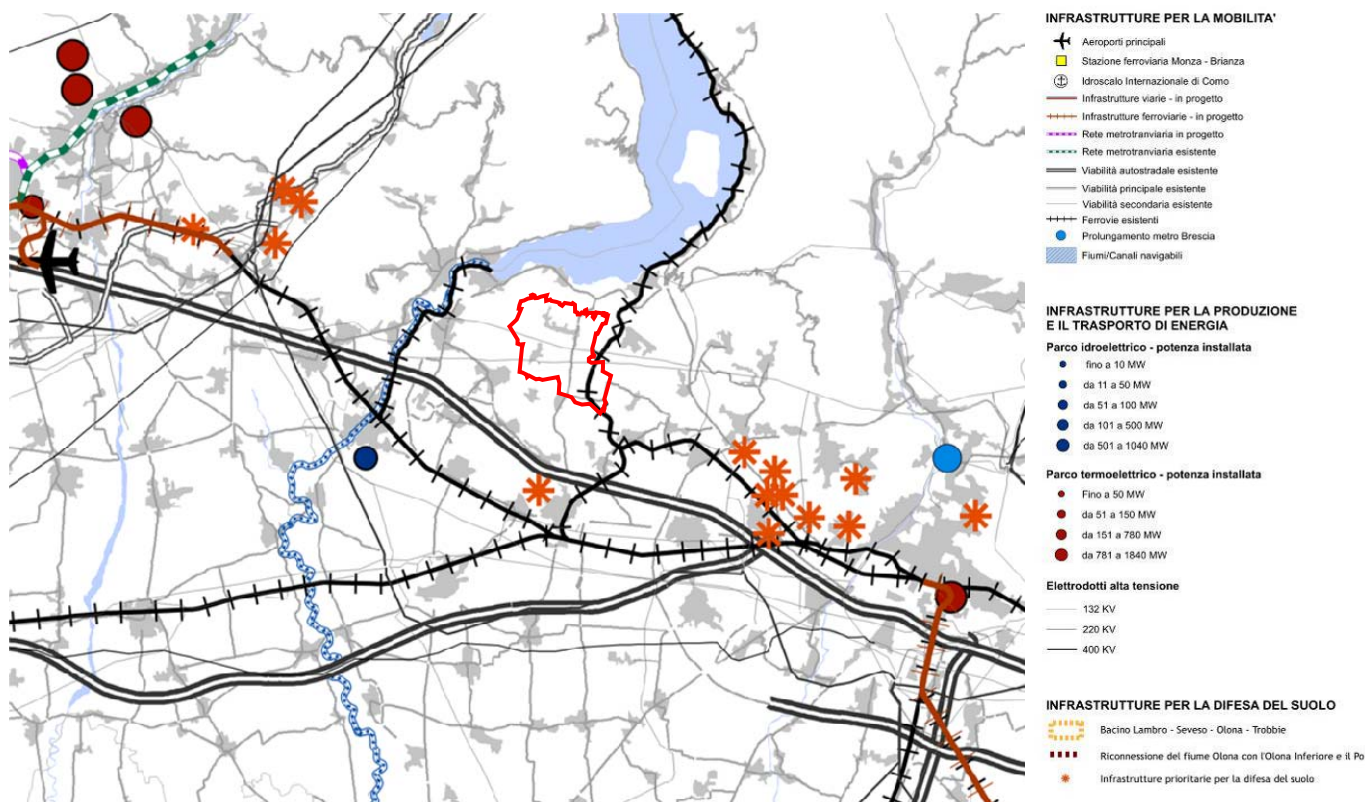 INFRASTRUTTURE PER LA MOBILITA'
Aeroporti principali
Stazione ferroviaria Monza - Brianza
Idroscalo Internazionale di Como
Infrastrutture viarie - in progetto
Infrastrutture ferroviarie - in progetto
Rete metrotranviaria in progetto
Rete metrotranviaria esistente
Viabilità autostradale esistente
Viabilità principale esistente
Viabilità secondaria esistente
Ferrovie esistenti
Prolungamento metro Brescia
Fiumi/Canali navigabili
INFRASTRUTTURE PER LA PRODUZIONE
E IL TRASPORTO DI ENERGIA
Parco idroelettrico - potenza installata
fino a 10 MW
da 11 a 50 MW
da 51 a 100 MW
da 101 a 500 MW
da 501 a 1040 MW
Parco termoelettrico - potenza installata
Fino a 50 MW
da 51 a 150 MW
da 151 a 780 MW
da 781 a 1840 MW
Elettrodotti alta tensione
132 KV
220 KV
400 KV
INFRASTRUTTURE PER LA DIFESA DEL SUOLO
Bacino Lambro - Seveso - Olona - Trobbie
Riconnessione del fiume Olona con l'Olona Inferiore e il Po
Infrastrutture prioritarie per la difesa del suolo